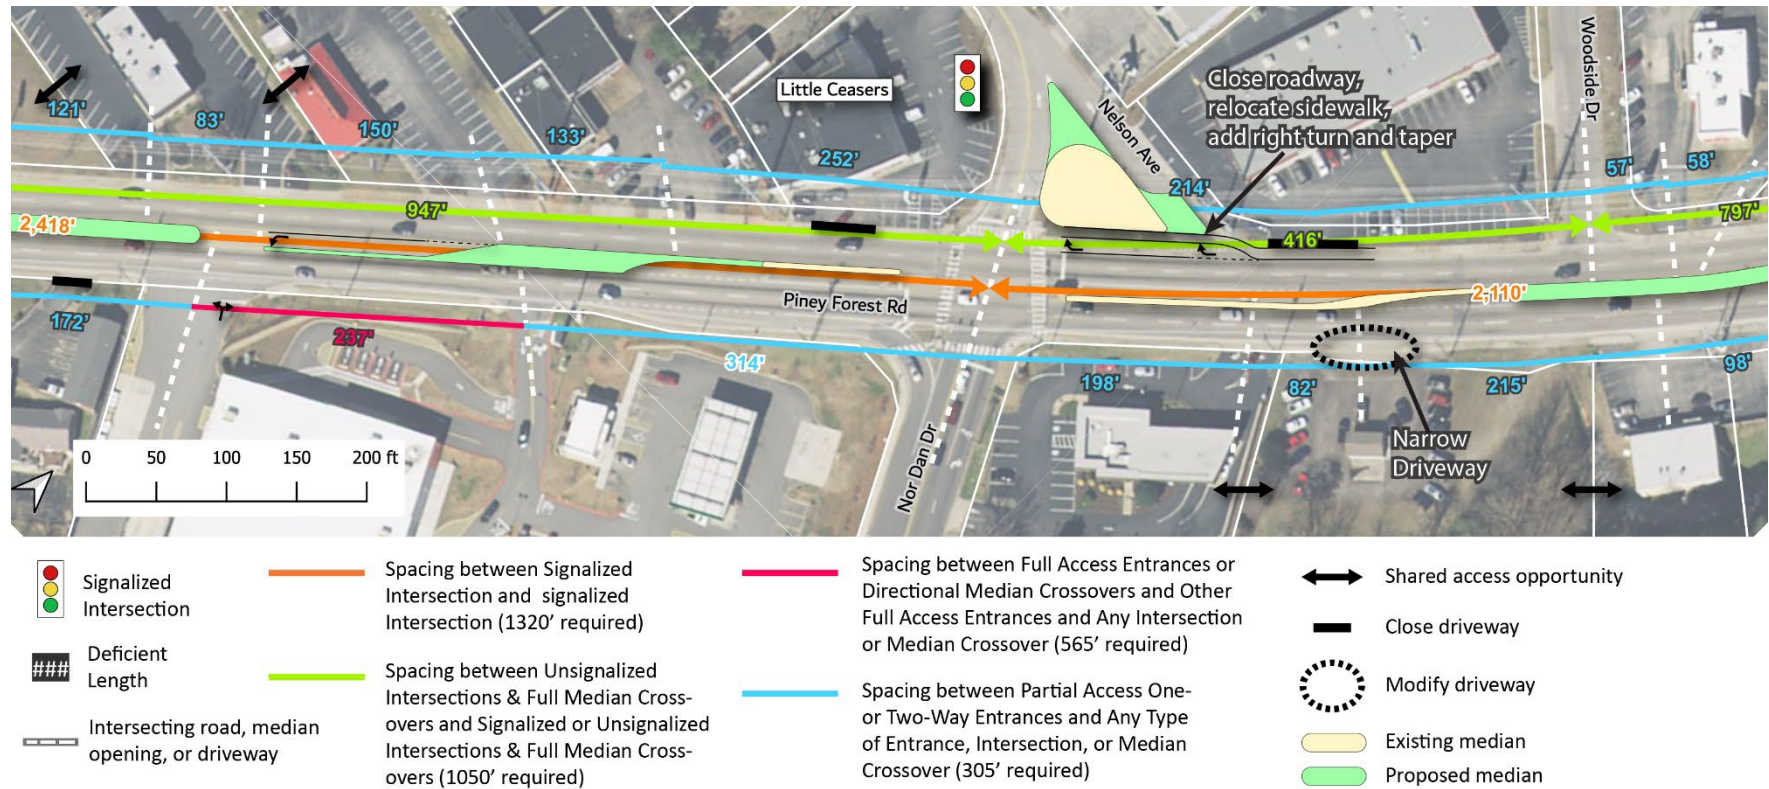 Little Ceasers
Close roadway,
relocate sidewalk,
add right turn and taper
Nelson Ave
Woodside Dr
121'
83'
150'
133'
252'
214'
57'
58'
947'
416'
797'
2,418'
2,110'
Piney Forest Rd
172'
237'
314'
198'
82'
215'
98'
Nor Dan Dr
Narrow
Driveway
0 50 100 150 200 ft
Signalized
Intersection
###
Deficient
Length
Intersecting road, median
opening, or driveway
Spacing between Signalized
Intersection and signalized
Intersection (1320' required)
Spacing between Unsignalized
Intersections & Full Median Cross-
overs and Signalized or Unsignalized
Intersections & Full Median Cross-
overs (1050' required)
Spacing between Full Access Entrances or
Directional Median Crossovers and Other
Full Access Entrances and Any Intersection
or Median Crossover (565' required)
Spacing between Partial Access One-
or Two-Way Entrances and Any Type
of Entrance, Intersection, or Median
Crossover (305' required)
Shared access opportunity
Close driveway
Modify driveway
Existing median
Proposed median